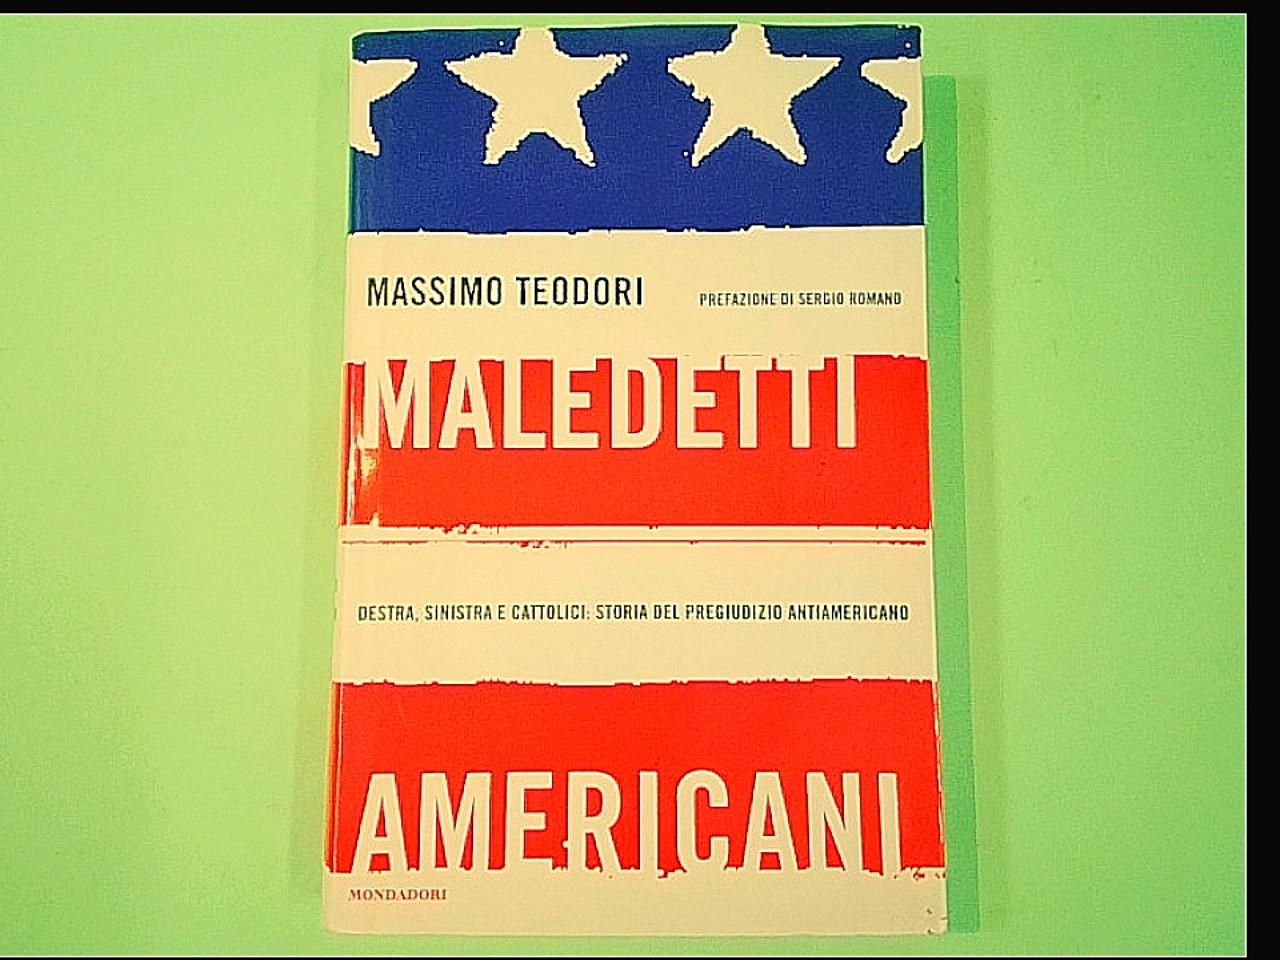 MASSIMO TEODORI
PREFAZIONE DI SERGIO ROMANO
MALEDETTI
DESTRA, SINISTRA E CATTOLICI: STORIA DEL PREGIUDIZIO ANTIAMERICANO
AMERICANI
MONDADORI